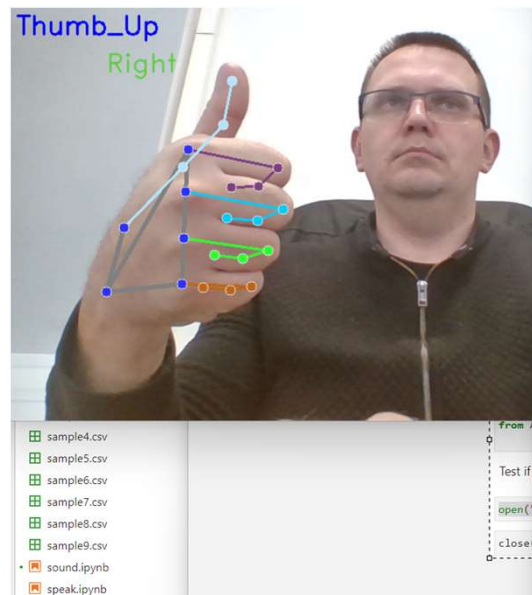 Thumb_Up
Right
from
Test if
open("
close
sample4.csv
sample5.csv
sample6.csv
sample7.csv
sample8.csv
sample9.csv
sound.ipynb
speak.ipynb